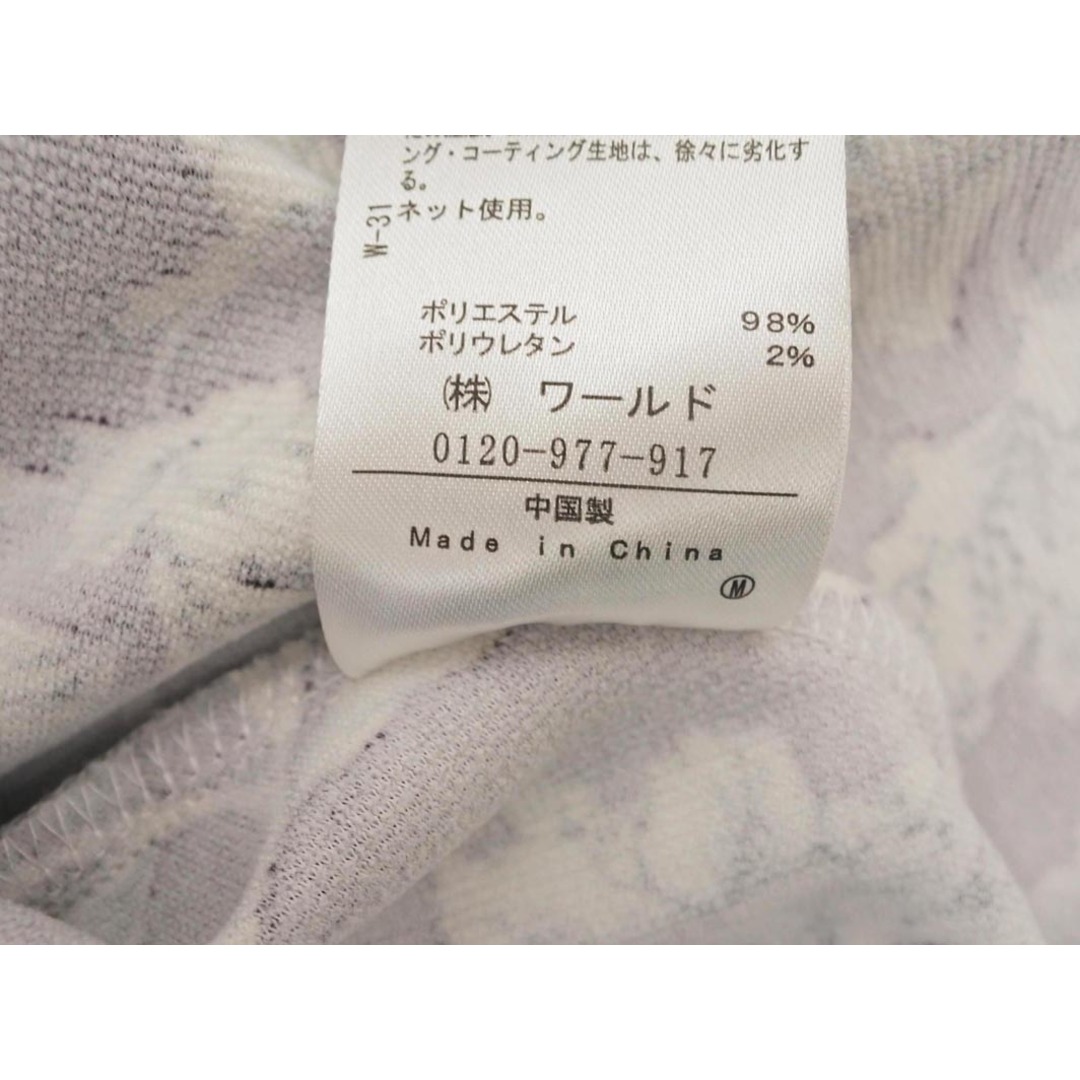 ング・コーティング生地は、徐々に劣化す
る。
ネット使用。
W-31
ポリエステル 98%
ポリウレタン 2%
㈱ ワールド
0120-977-917
中国製
Made in China
Ⓜ